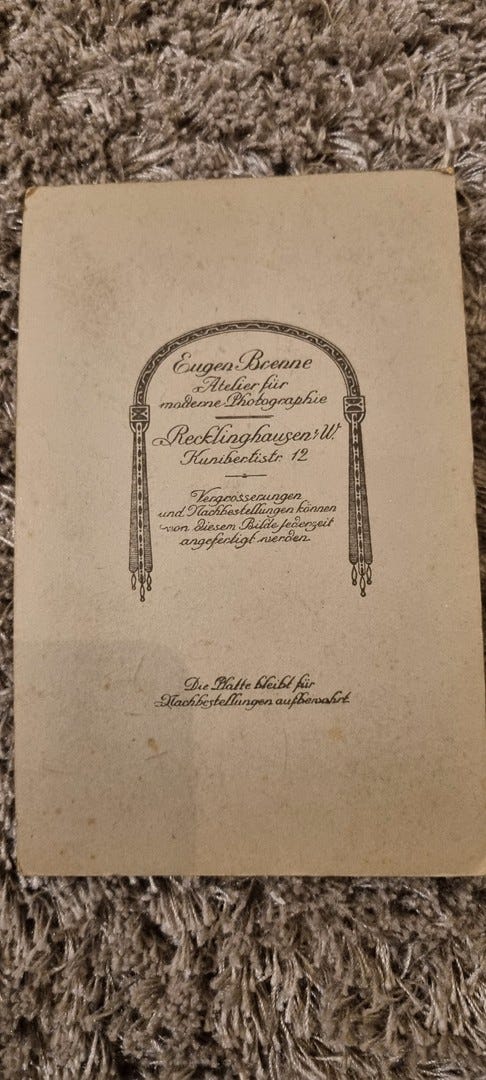 Eugen Brenne
Atelier für
moderne Photographie
Recklinghausen i/W.
Kunibertistr. 12
Vergrösserungen
und Nachbestellungen können
von diesem Bilde jederzeit
angefertigt werden.
Die Platte bleibt für
Nachbestellungen aufbewahrt.